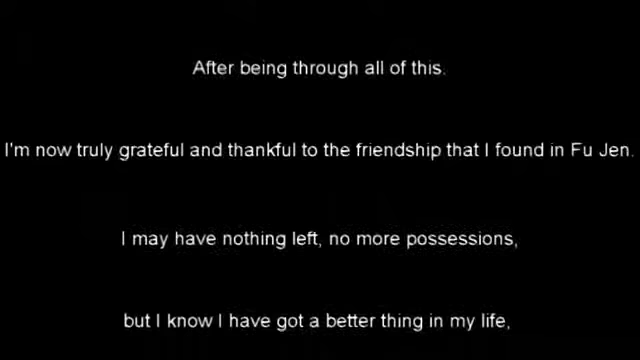 After being through all of this.
I'm now truly grateful and thankful to the friendship that I found in Fu Jen.
I may have nothing left, no more possessions,
but I know I have got a better thing in my life,